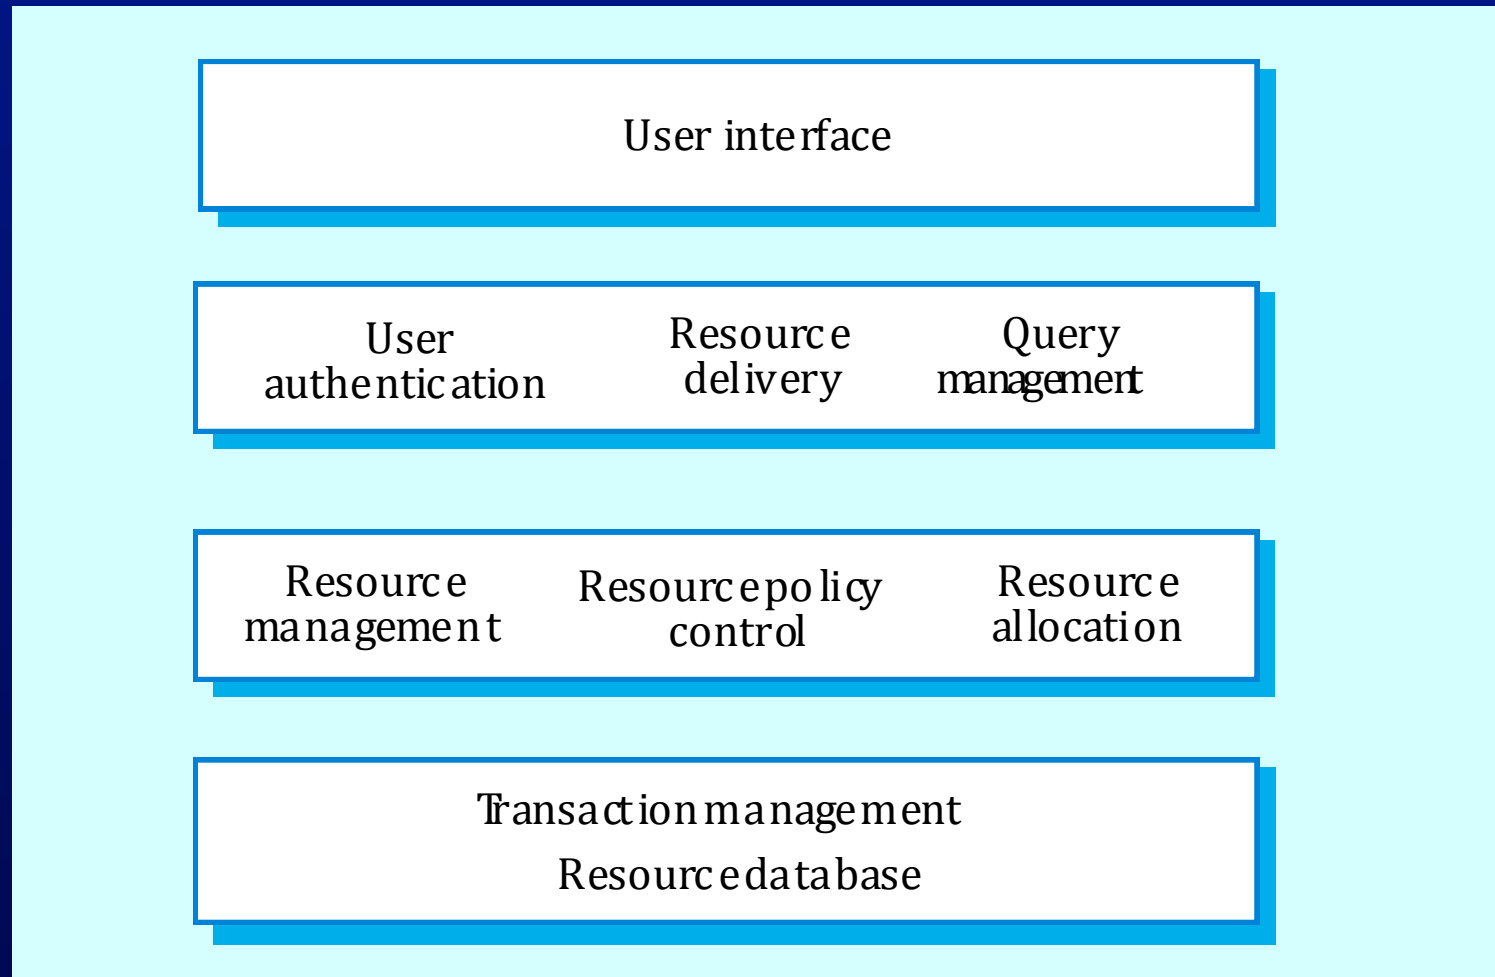 User interface
User
authentication
Resource
delivery
Query
management
Resource
management
Resource policy
control
Resource
allocation
Transaction management
Resource database